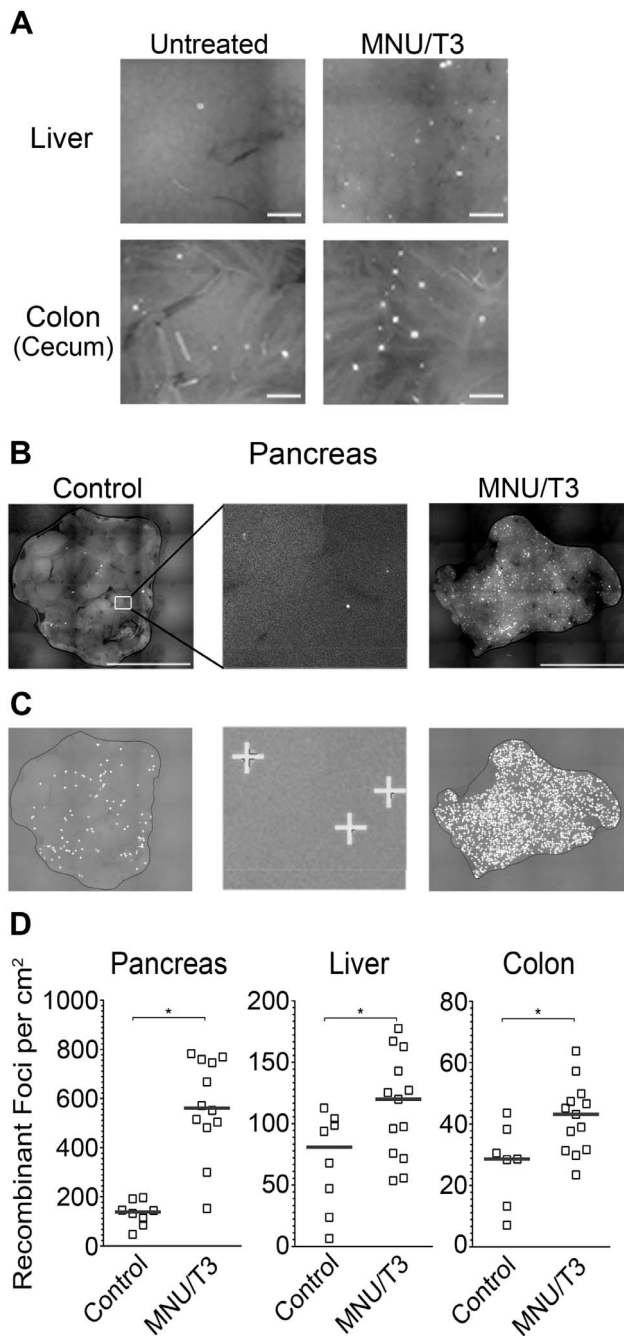 A
Untreated MNU/T3
Liver
Colon
(Cecum)
B
Pancreas
Control MNU/T3
C
D
Pancreas Liver Colon
Recombinant Foci per cm²
1000
800
600
400
200
0
*
Control
MNU/T3
200
150
100
50
0
*
Control
MNU/T3
80
60
40
20
0
*
Control
MNU/T3